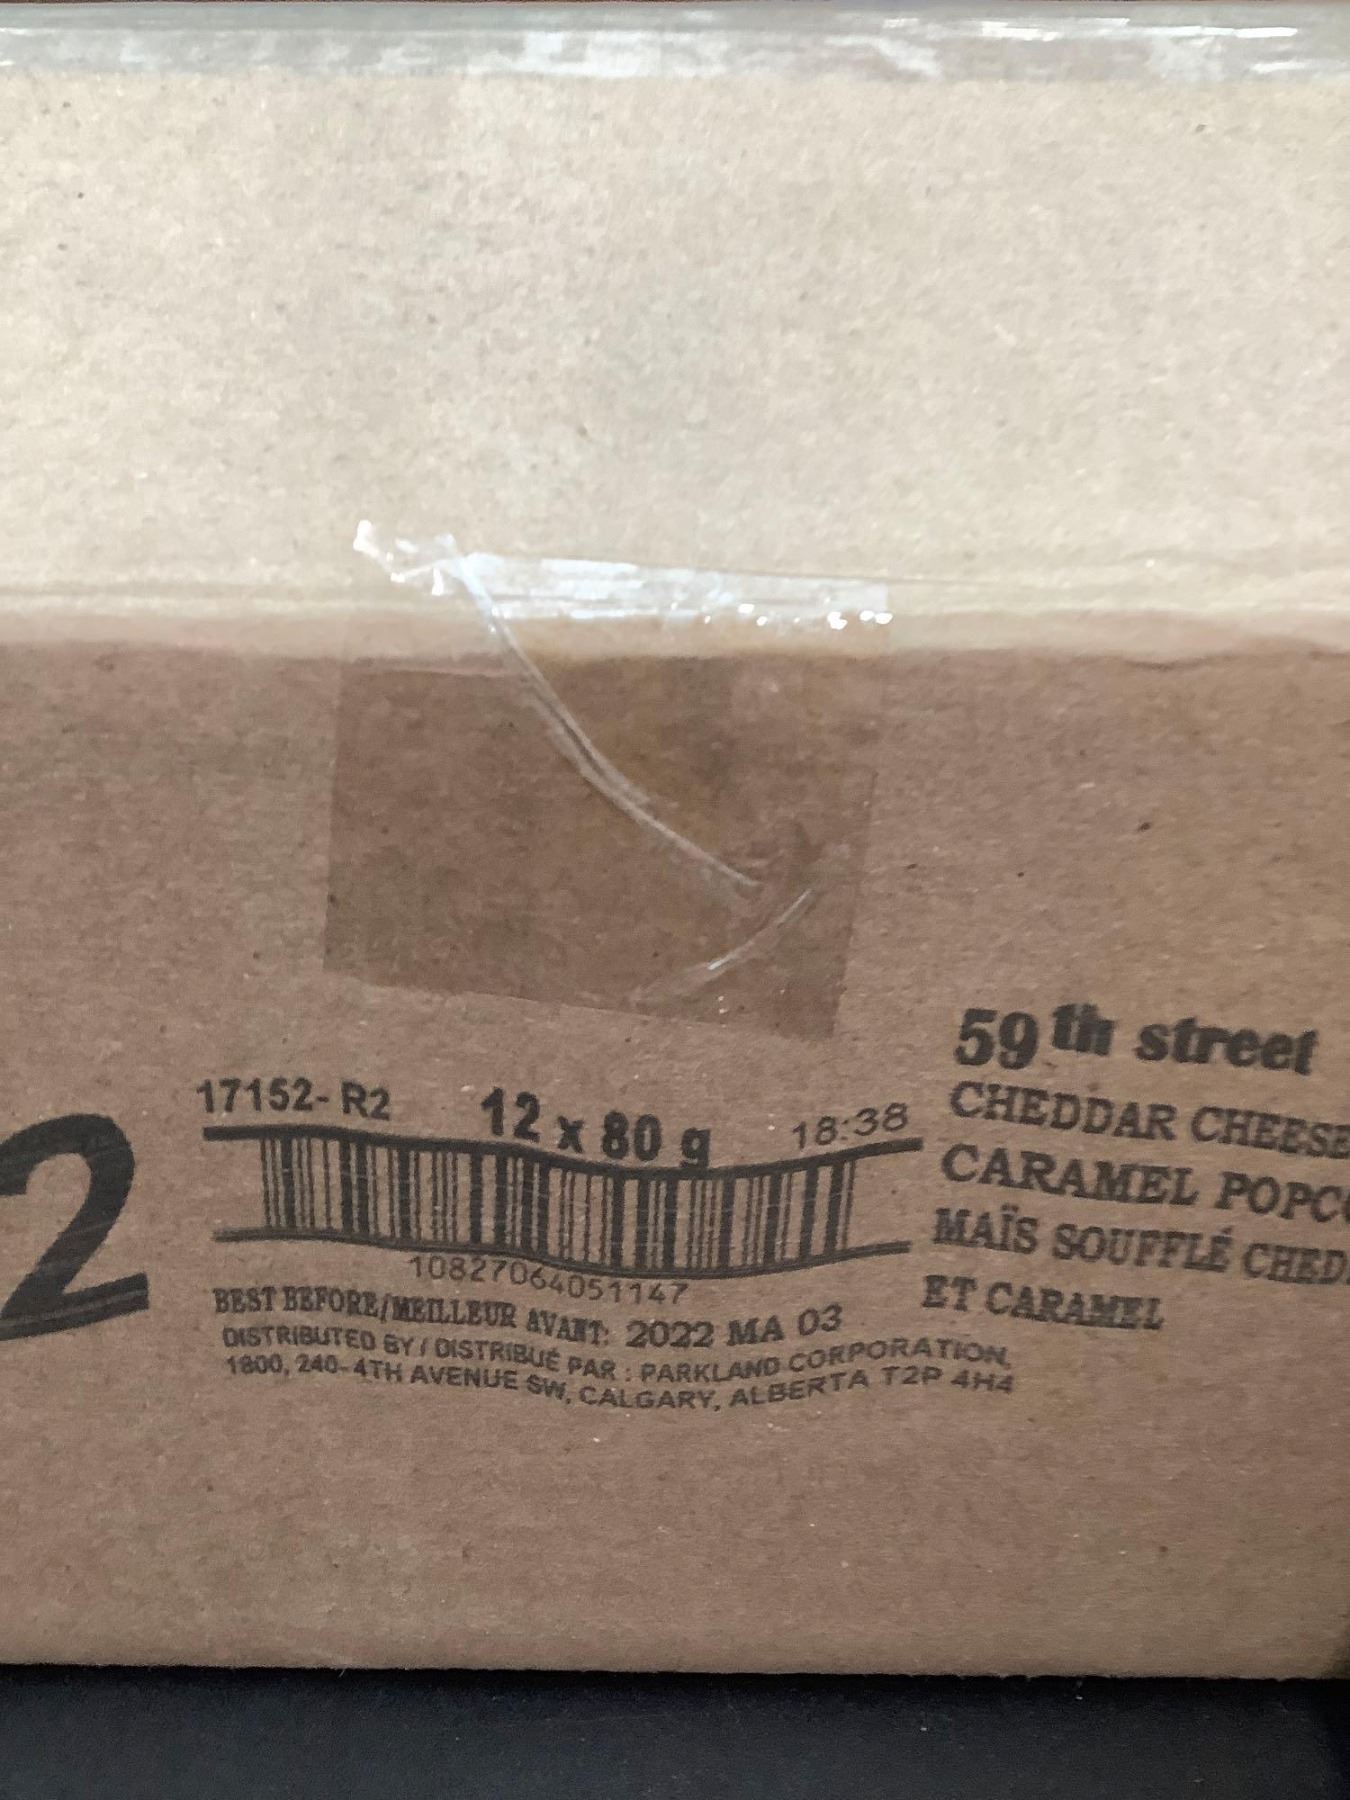 2
17152-R2 12 x 80 g 18:38
10827064051147
BEST BEFORE/MEILLEUR AVANT: 2022 MA 03
DISTRIBUTED BY / DISTRIBUÉ PAR : PARKLAND CORPORATION,
1800, 240-4TH AVENUE SW, CALGARY, ALBERTA T2P 4H4
59th street
CHEDDAR CHEESE
CARAMEL POPCO
MAÏS SOUFFLÉ CHED
ET CARAMEL